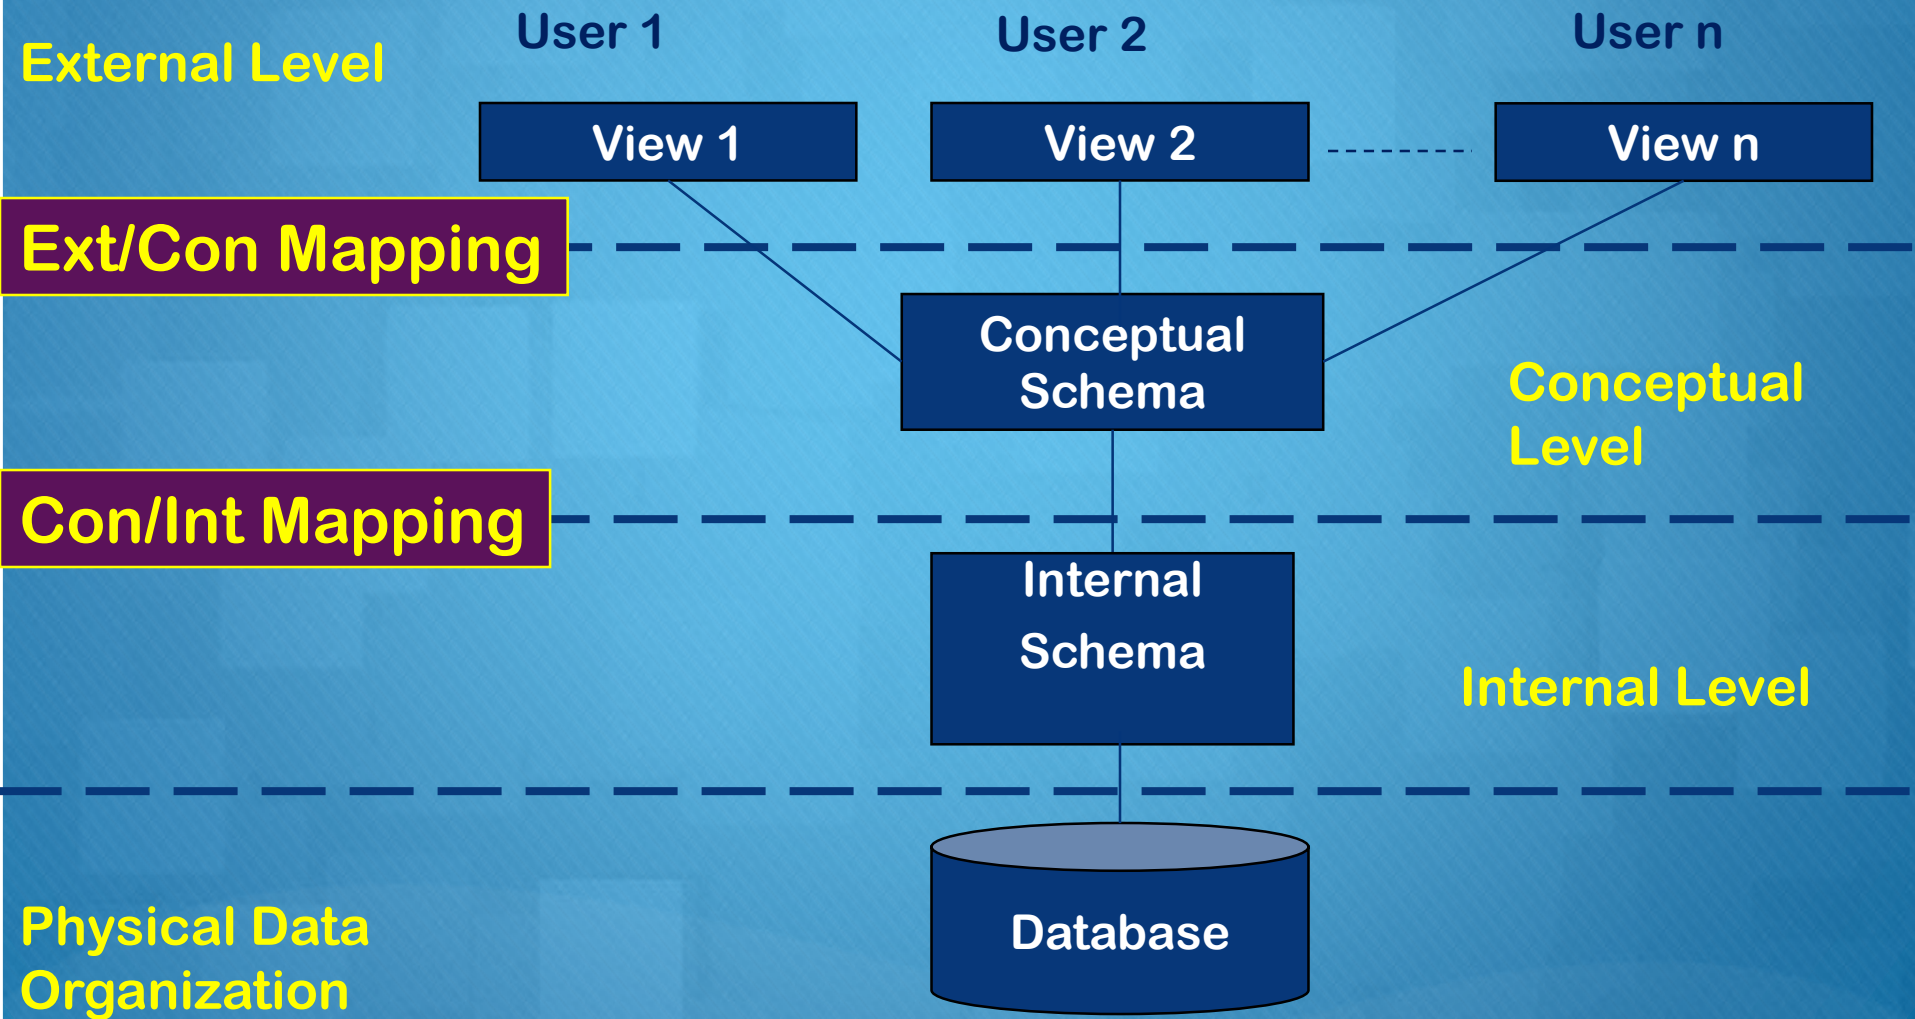 User 1
User 2
User n
External Level
View 1
View 2
View n
Ext/Con Mapping
Conceptual
Schema
Conceptual
Level
Con/Int Mapping
Internal
Schema
Internal Level
Database
Physical Data
Organization